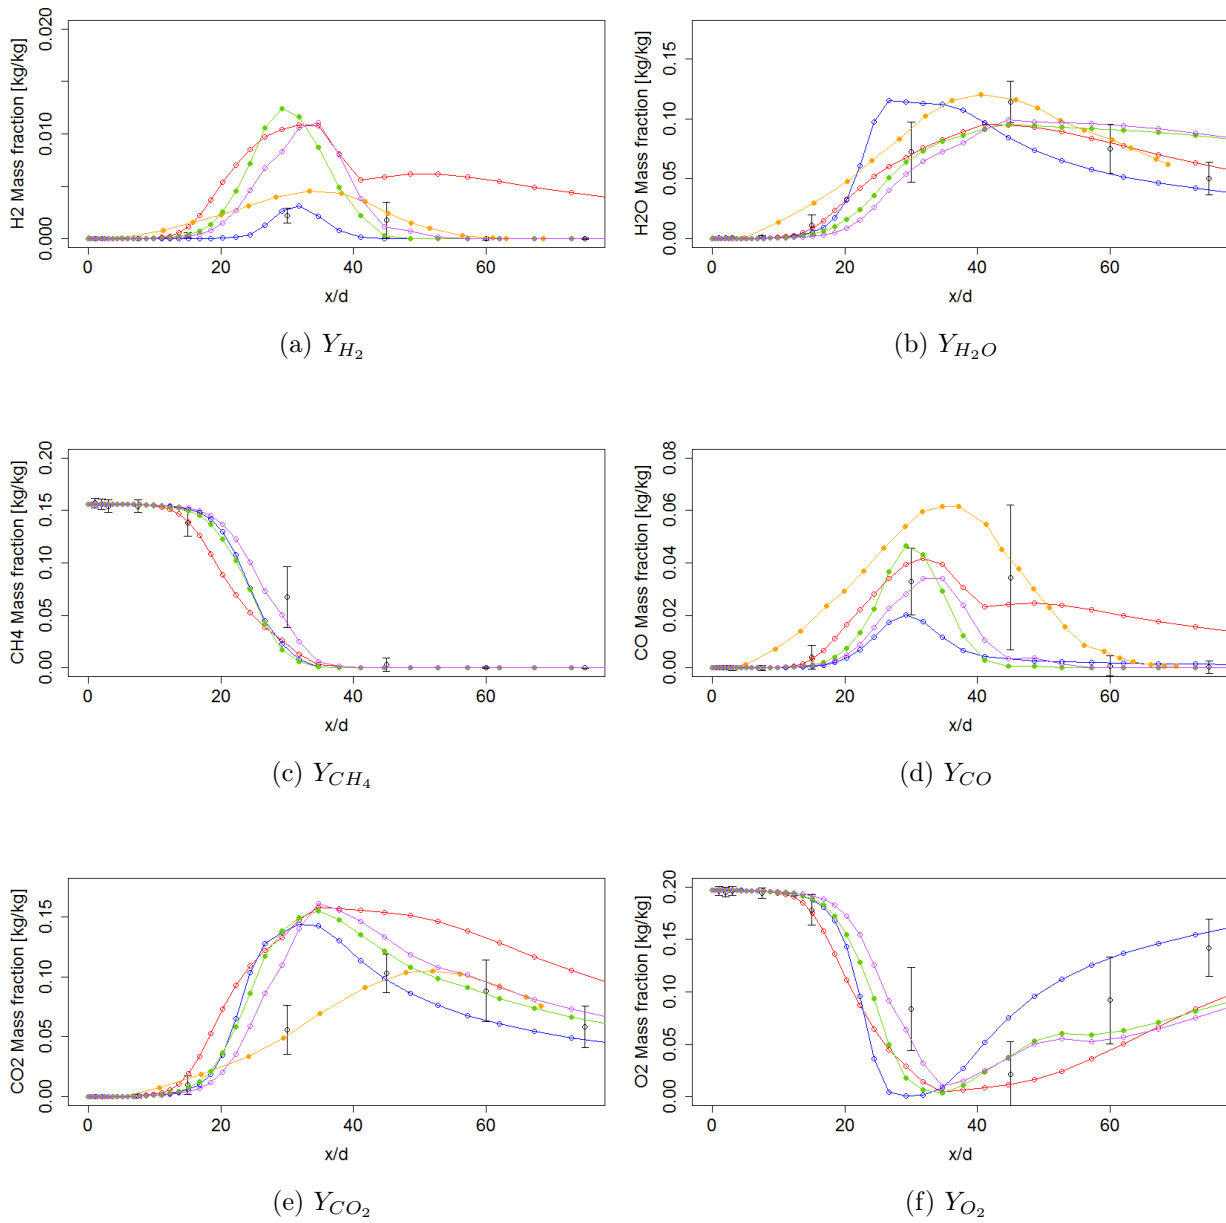 H2 Mass fraction [kg/kg]
0.000 0.010 0.020
0 20 40 60
x/d
(a) Y_{H_2}
H2O Mass fraction [kg/kg]
0.00 0.05 0.10 0.15
0 20 40 60
x/d
(b) Y_{H_2O}
CH4 Mass fraction [kg/kg]
0.00 0.05 0.10 0.15 0.20
0 20 40 60
x/d
(c) Y_{CH_4}
CO Mass fraction [kg/kg]
0.00 0.02 0.04 0.06 0.08
0 20 40 60
x/d
(d) Y_{CO}
CO2 Mass fraction [kg/kg]
0.00 0.05 0.10 0.15
0 20 40 60
x/d
(e) Y_{CO_2}
O2 Mass fraction [kg/kg]
0.00 0.05 0.10 0.15 0.20
0 20 40 60
x/d
(f) Y_{O_2}